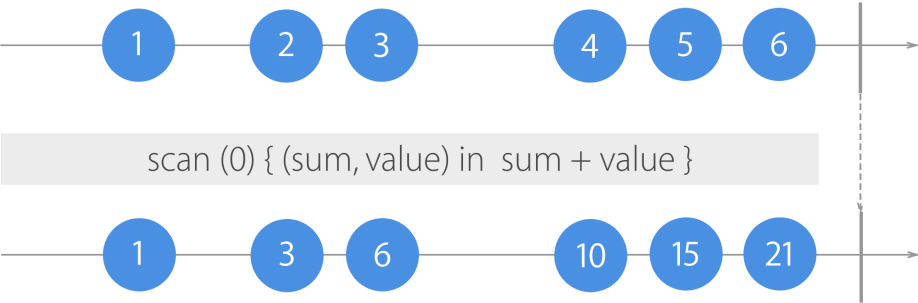 1 2 3 4 5 6
scan (0) { (sum, value) in sum + value }
1 3 6 10 15 21